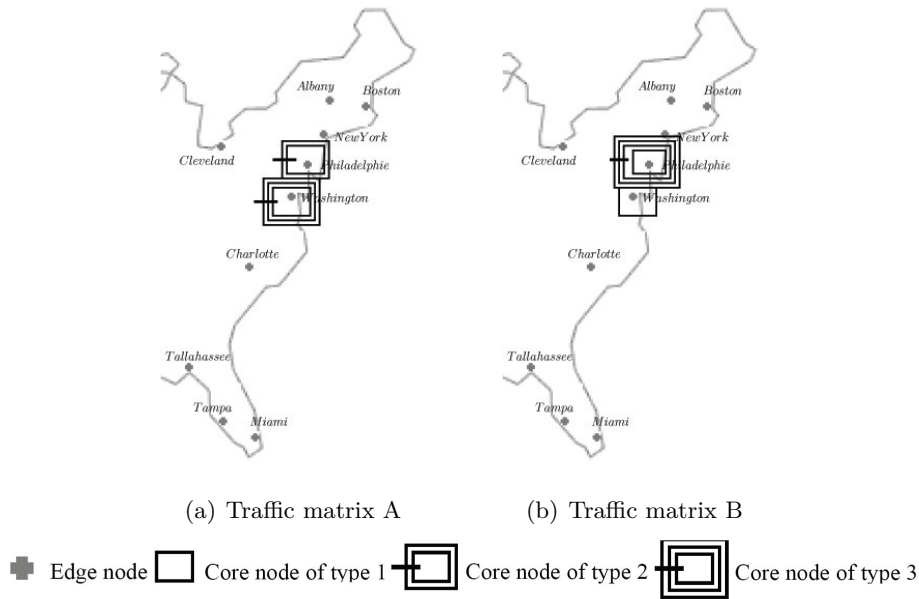 Albany
Boston
NewYork
Cleveland
Philadelphie
Washington
Charlotte
Tallahassee
Tampa
Miami
Albany
Boston
NewYork
Cleveland
Philadelphie
Washington
Charlotte
Tallahassee
Tampa
Miami
(a) Traffic matrix A
(b) Traffic matrix B
Edge node Core node of type 1 Core node of type 2 Core node of type 3